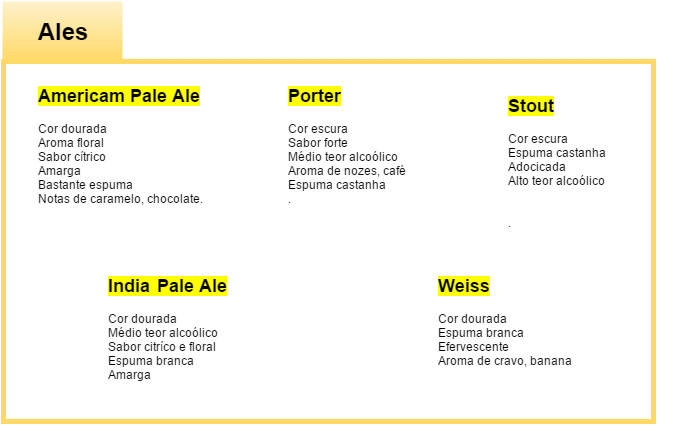 Ales
Americam Pale Ale
Cor dourada
Aroma floral
Sabor cítrico
Amarga
Bastante espuma
Notas de caramelo, chocolate.
Porter
Cor escura
Sabor forte
Médio teor alcoólico
Aroma de nozes, café
Espuma castanha
.
Stout
Cor escura
Espuma castanha
Adocicada
Alto teor alcoólico
.
India Pale Ale
Cor dourada
Médio teor alcoólico
Sabor citríco e floral
Espuma branca
Amarga
Weiss
Cor dourada
Espuma branca
Efervescente
Aroma de cravo, banana